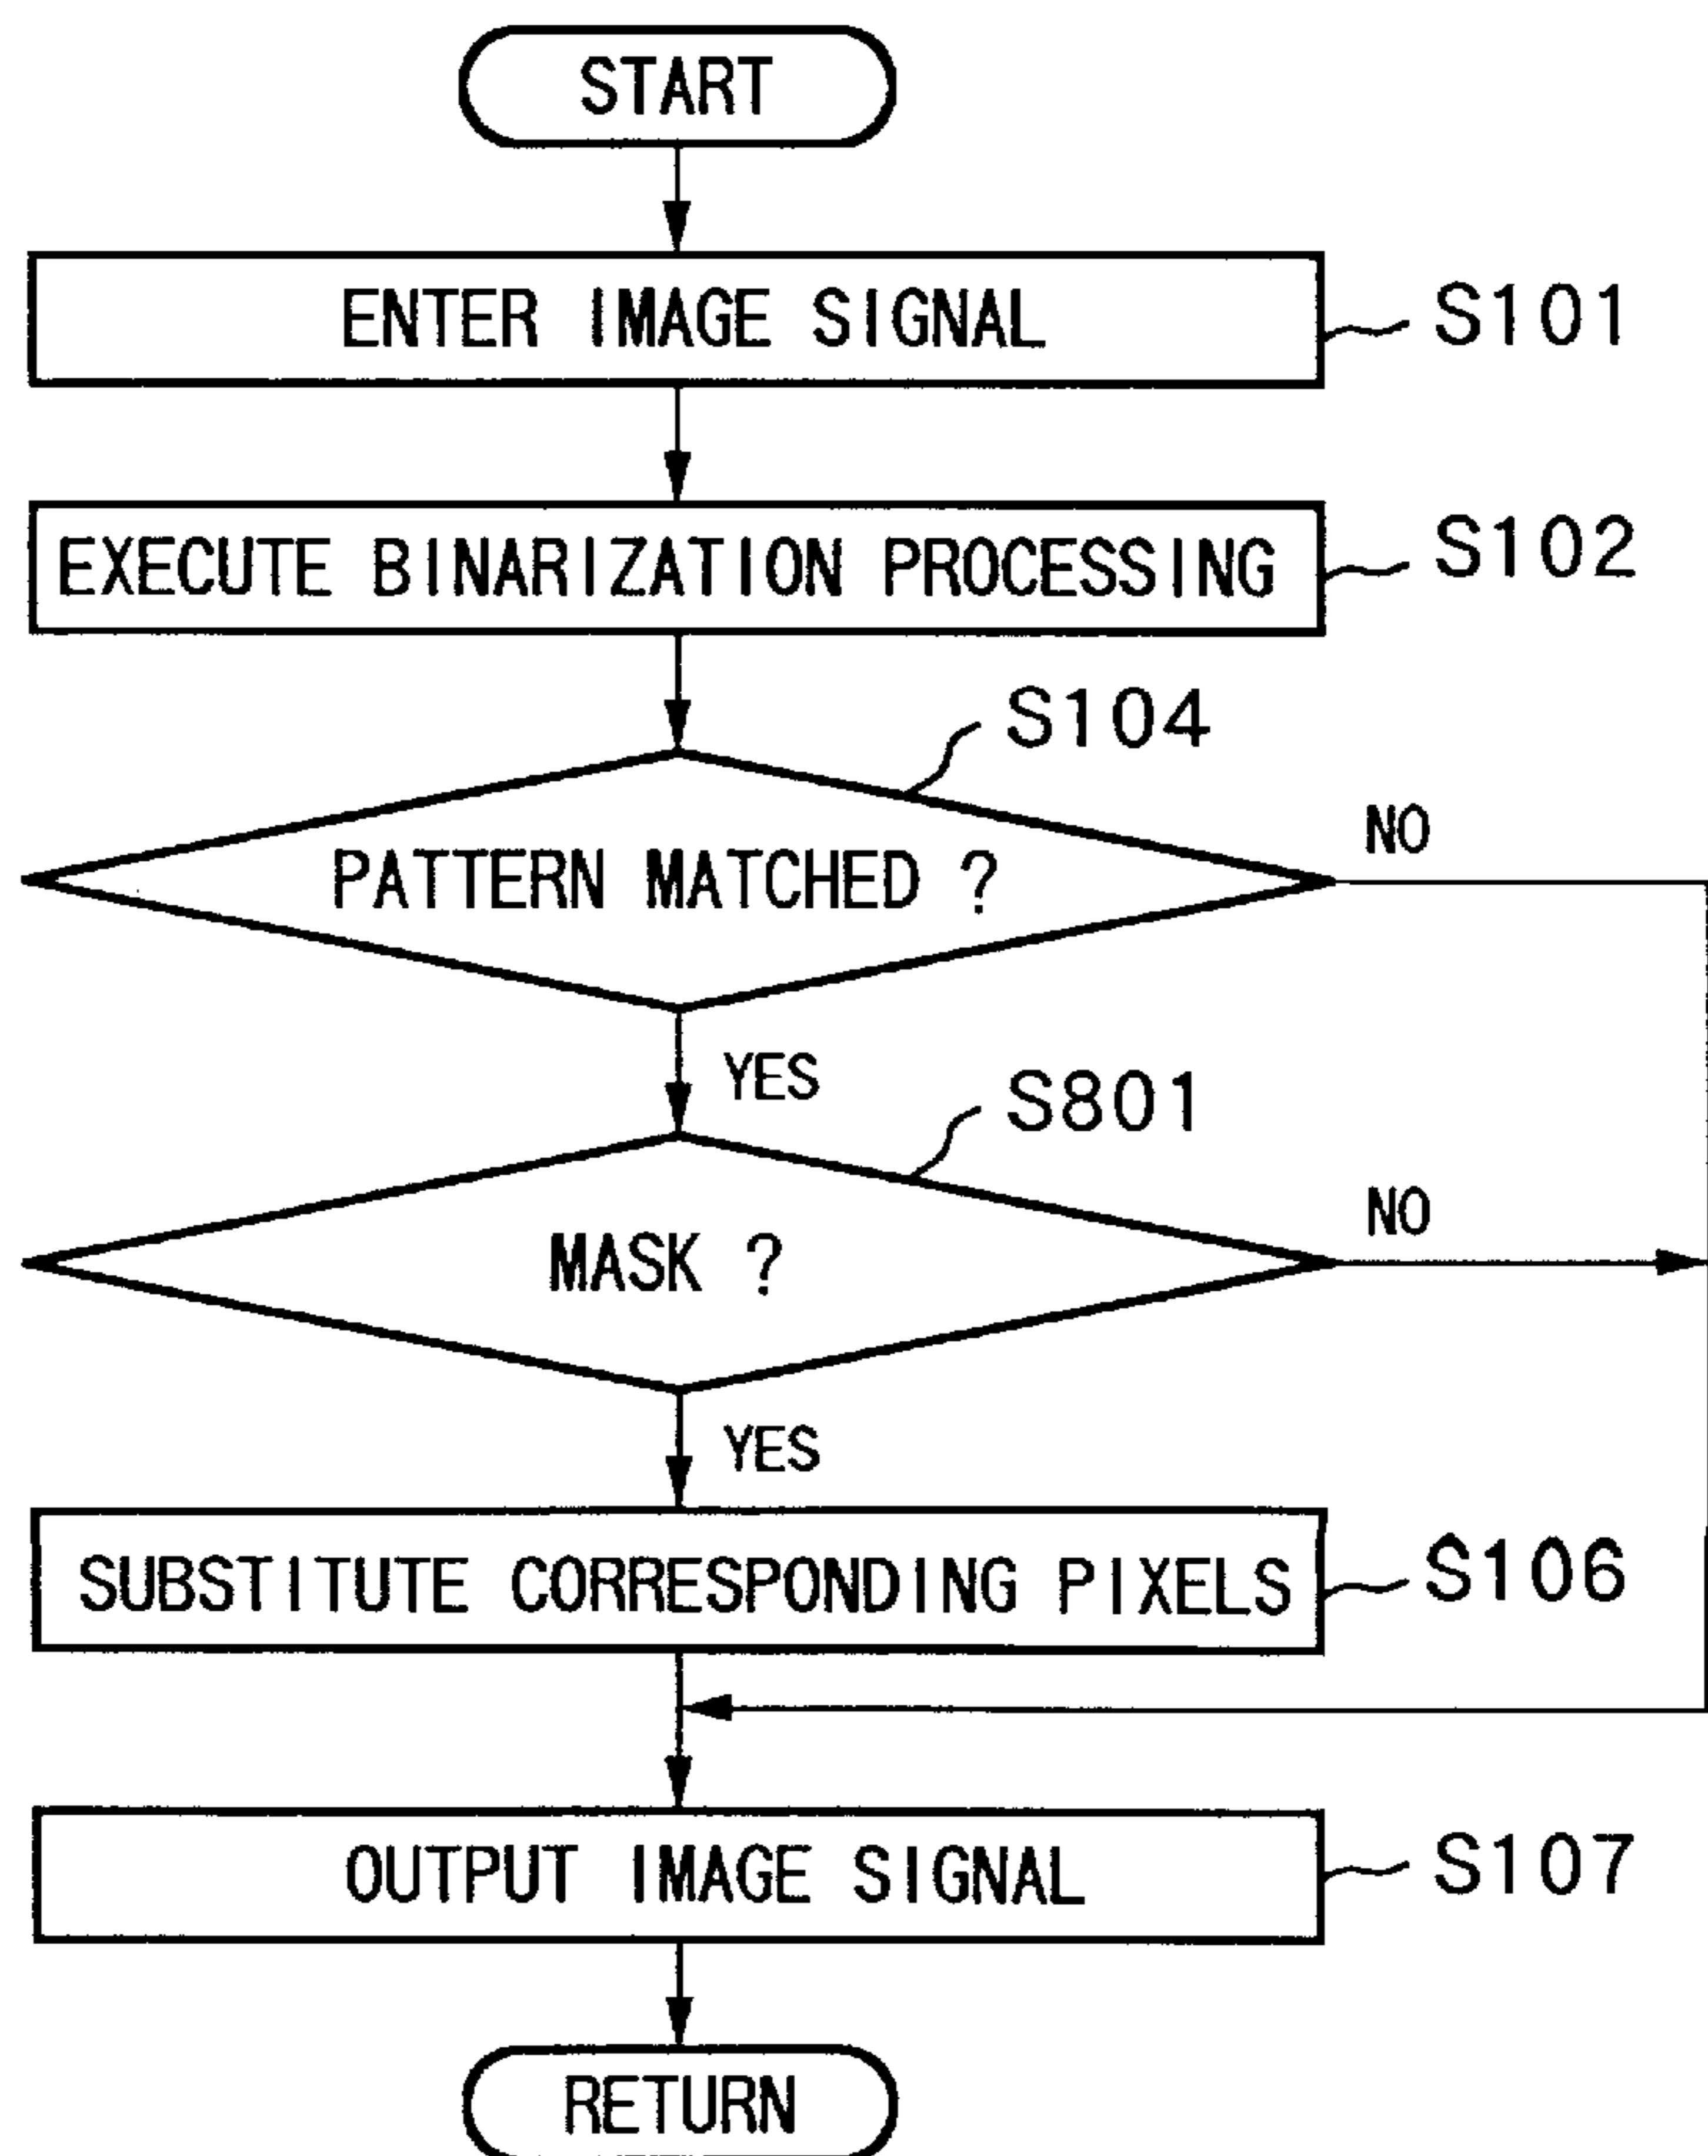 START
ENTER IMAGE SIGNAL
S101
EXECUTE BINARIZATION PROCESSING
S102
S104
PATTERN MATCHED ?
NO
YES
S801
MASK ?
NO
YES
SUBSTITUTE CORRESPONDING PIXELS
S106
OUTPUT IMAGE SIGNAL
S107
RETURN